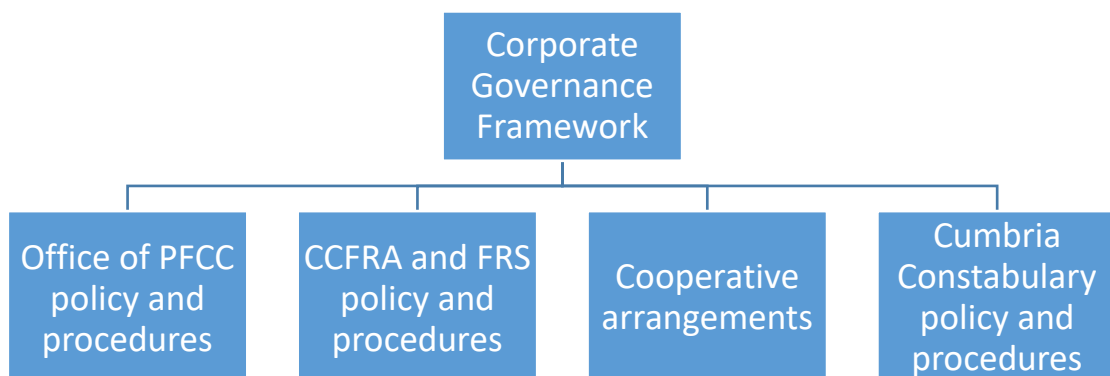 Corporate
Governance
Framework
Office of PFCC
policy and
procedures
CCFRA and FRS
policy and
procedures
Cooperative
arrangements
Cumbria
Constabulary
policy and
procedures